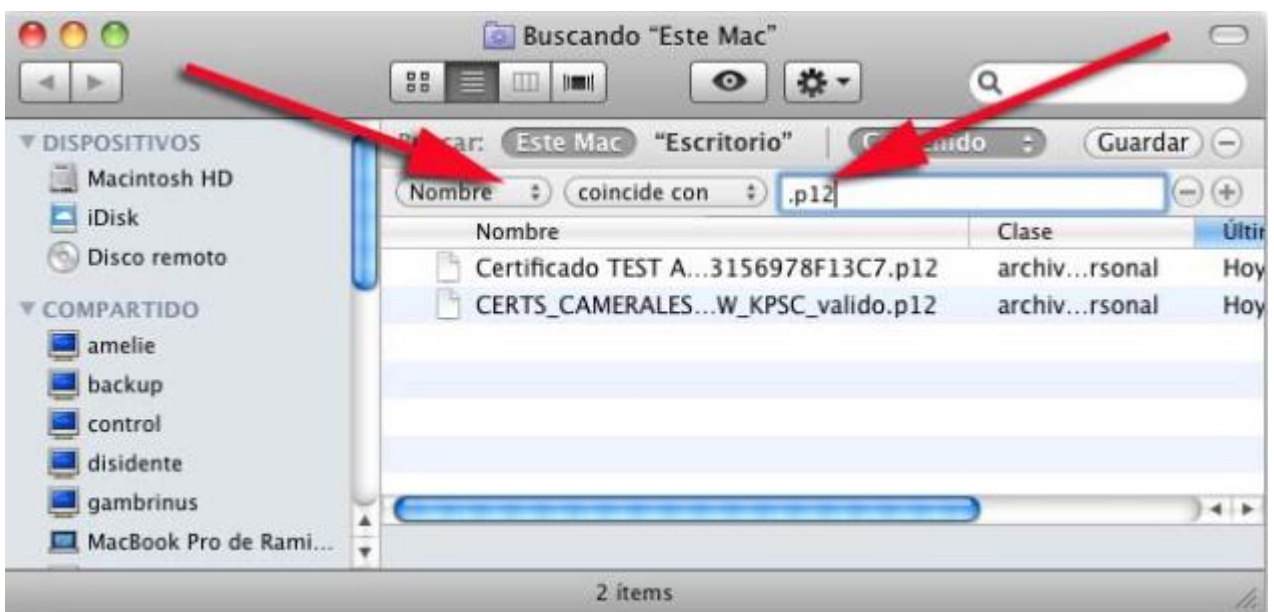 Buscando "Este Mac"
DISPOSITIVOS
Macintosh HD
iDisk
Disco remoto
COMPARTIDO
amelie
backup
control
disidente
gambrinus
MacBook Pro de Rami...
Este Mac "Escritorio" Guardar
Nombre coincide con .p12
Nombre Clase
Certificado TEST A...3156978F13C7.p12 archiv...rsonal Hoy
CERTS_CAMERALES...W_KPSC_valido.p12 archiv...rsonal Hoy
2 ítems